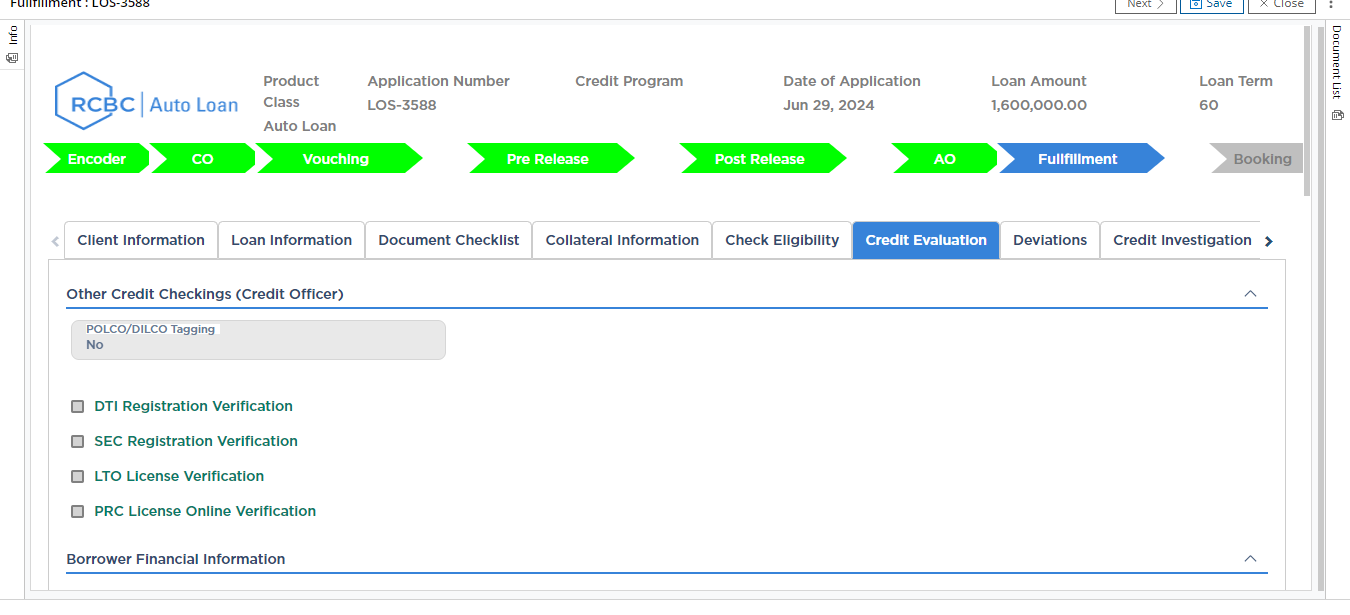 Fullfillment : LOS-3588
Next
Save
Close
Info
Document List
RCBC Auto Loan
Product Class
Auto Loan
Application Number
LOS-3588
Credit Program
Date of Application
Jun 29, 2024
Loan Amount
1,600,000.00
Loan Term
60
Encoder
CO
Vouching
Pre Release
Post Release
AO
Fullfillment
Booking
Client Information
Loan Information
Document Checklist
Collateral Information
Check Eligibility
Credit Evaluation
Deviations
Credit Investigation
Other Credit Checkings (Credit Officer)
POLCO/DILCO Tagging
No
DTI Registration Verification
SEC Registration Verification
LTO License Verification
PRC License Online Verification
Borrower Financial Information